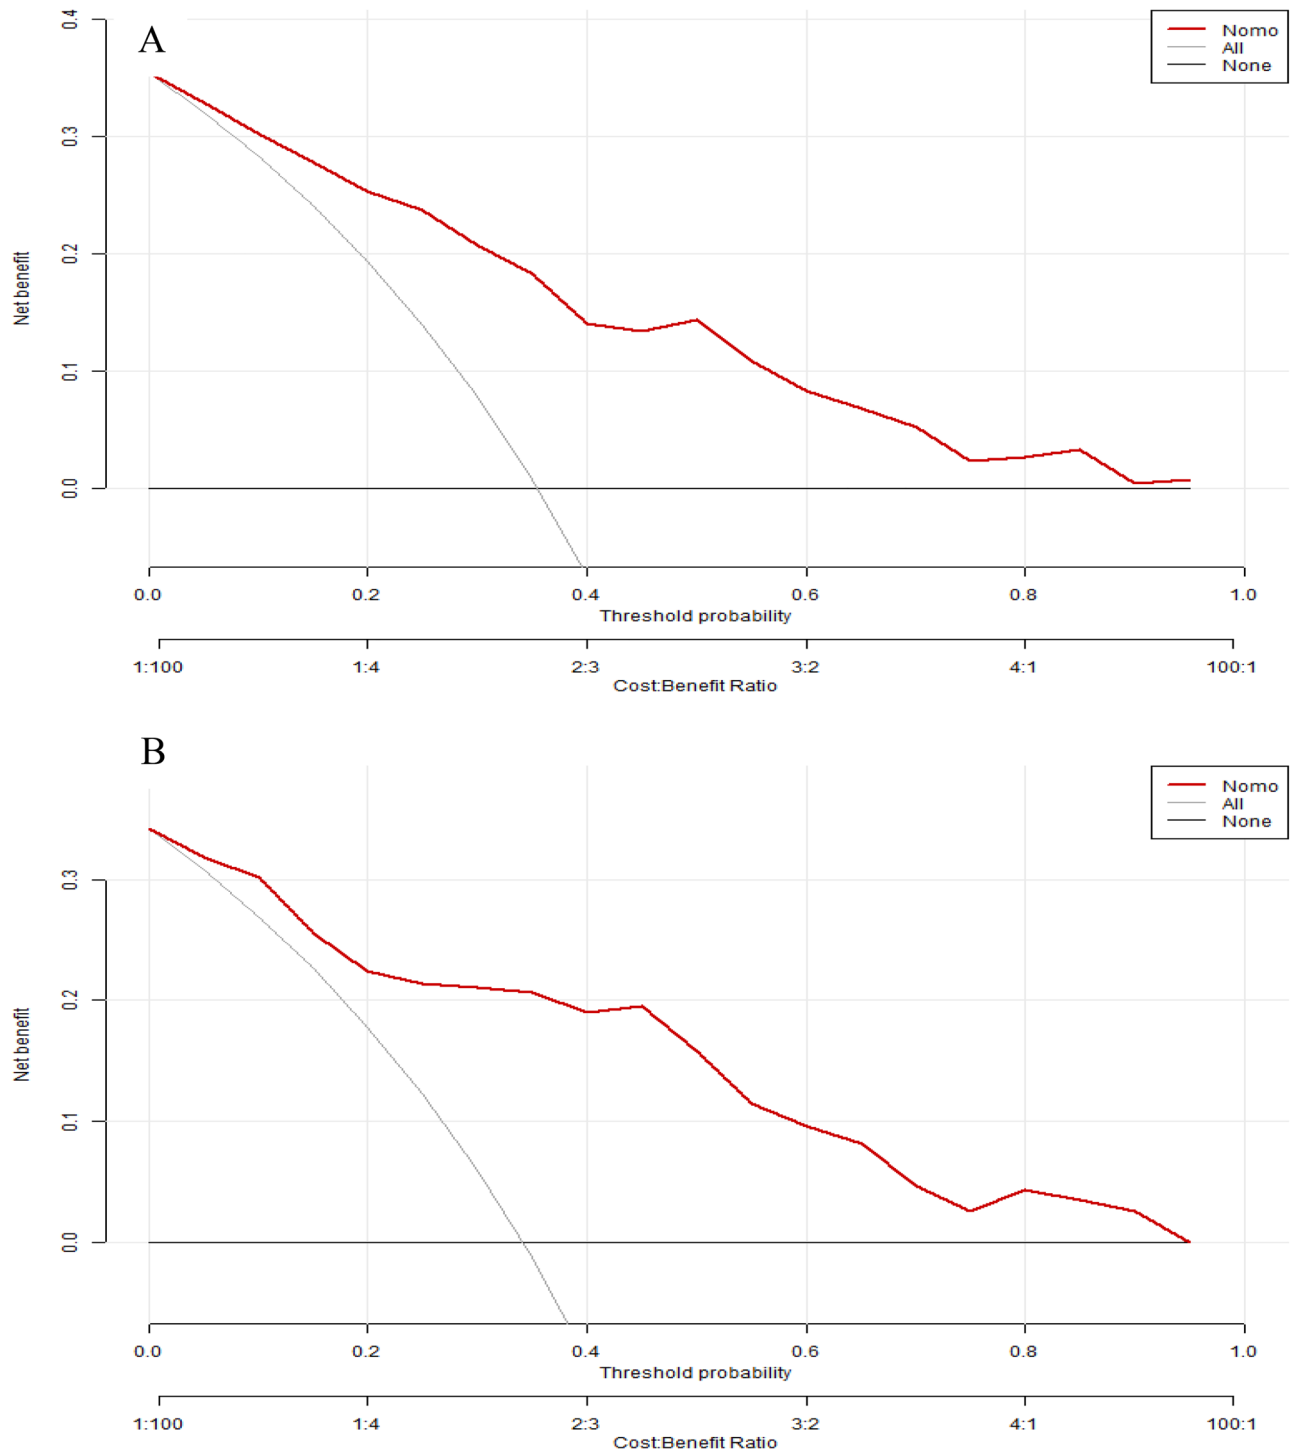 A
Nomo
All
None
0.4
0.3
0.2
0.1
0.0
Net benefit
0.0 0.2 0.4 0.6 0.8 1.0
Threshold probability
1:100 1:4 2:3 3:2 4:1 100:1
Cost:Benefit Ratio
B
Nomo
All
None
0.3
0.2
0.1
0.0
Net benefit
0.0 0.2 0.4 0.6 0.8 1.0
Threshold probability
1:100 1:4 2:3 3:2 4:1 100:1
Cost:Benefit Ratio